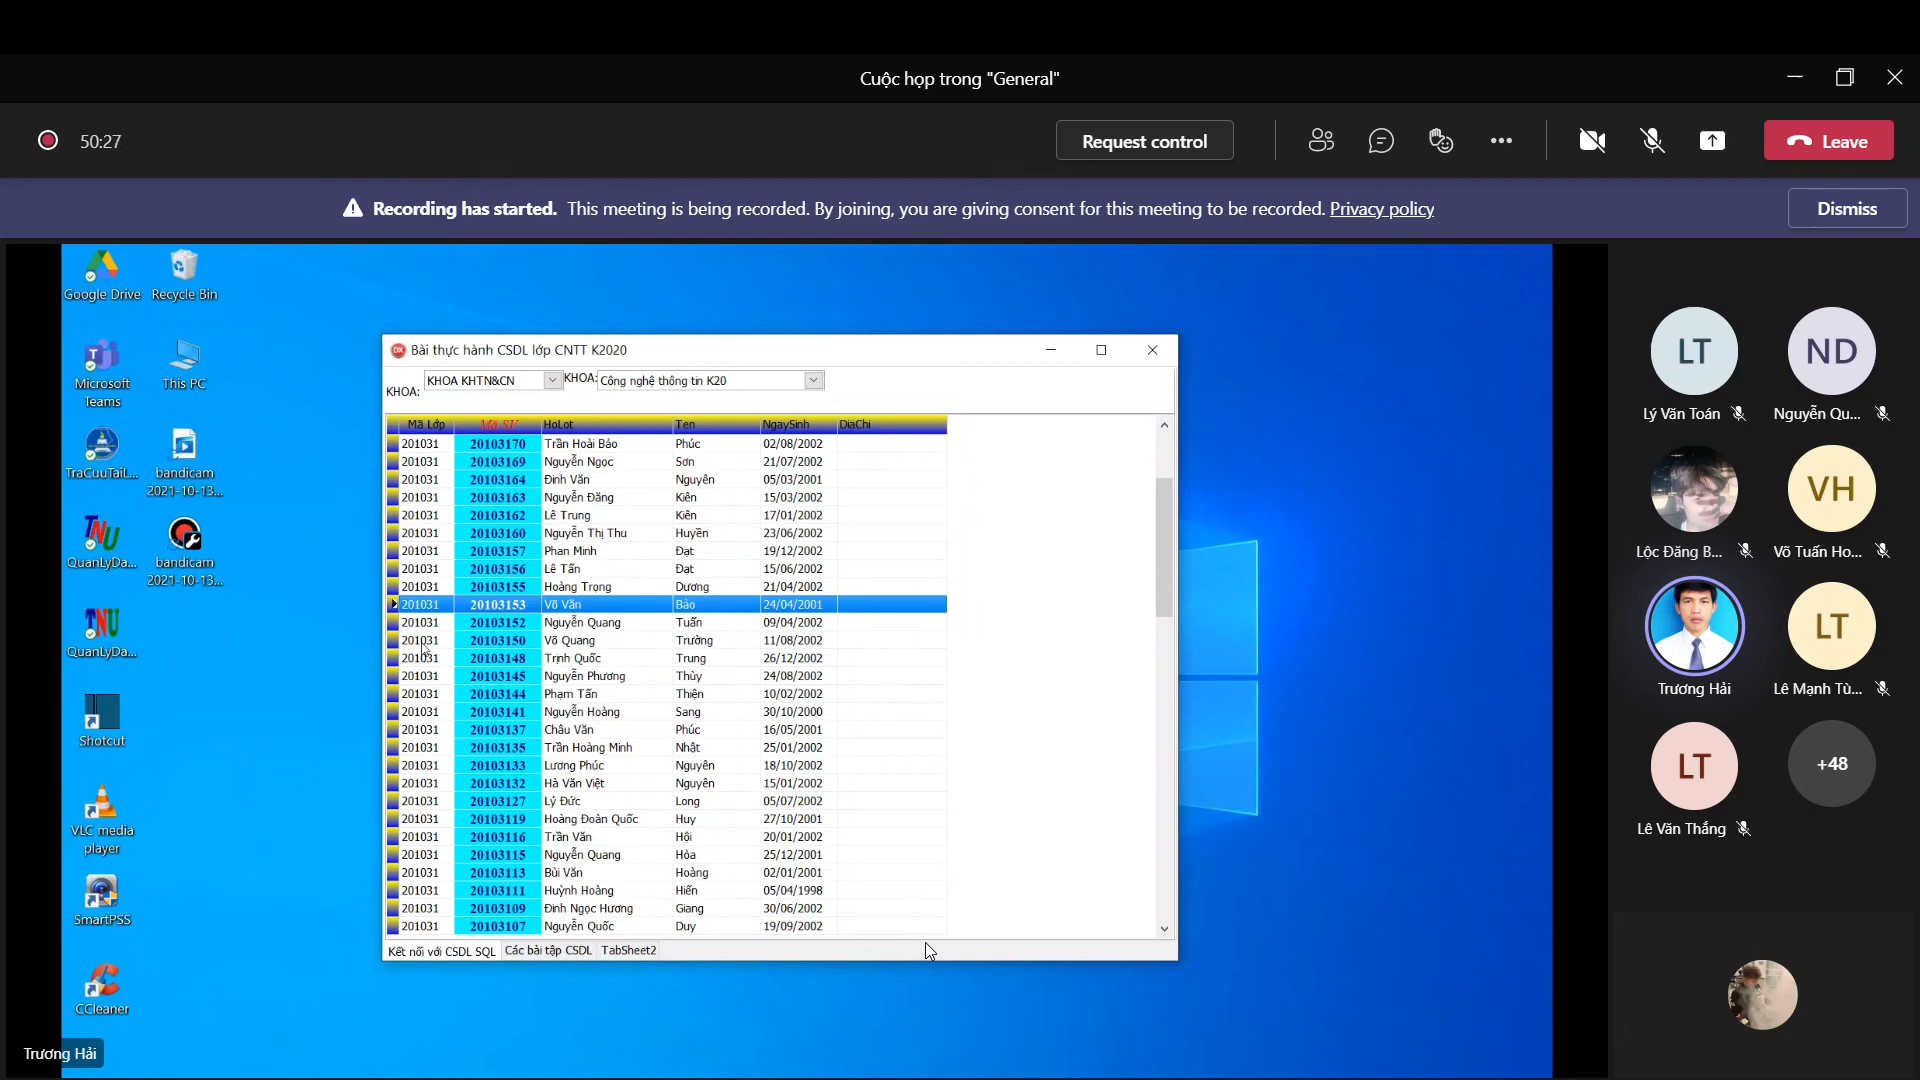 Cuộc họp trong "General"
50:27
Request control
Leave
Recording has started. This meeting is being recorded. By joining, you are giving consent for this meeting to be recorded. Privacy policy
Dismiss
Google Drive
Recycle Bin
Microsoft Teams
This PC
TraCuuTaiL...
bandicam 2021-10-13...
TNU
QuanLyDa...
bandicam 2021-10-13...
TNU
QuanLyDa...
Shotcut
VLC media player
SmartPSS
CCleaner
Trương Hải
Bài thực hành CSDL lớp CNTT K2020
KHOA: KHOA KHTN&CN KHOA: Công nghệ thông tin K20
Mã Lớp Mã SV HoLot Ten NgaySinh DiaChi
201031 20103170 Trần Hoài Bảo Phúc 02/08/2002
201031 20103169 Nguyễn Ngọc Sơn 21/07/2002
201031 20103164 Đinh Văn Nguyên 05/03/2001
201031 20103163 Nguyễn Đăng Kiên 15/03/2002
201031 20103162 Lê Trung Kiên 17/01/2002
201031 20103160 Nguyễn Thị Thu Huyền 23/06/2002
201031 20103157 Phan Minh Đạt 19/12/2002
201031 20103156 Lê Tấn Đạt 15/06/2002
201031 20103155 Hoàng Trọng Dương 21/04/2002
201031 20103153 Võ Văn Bảo 24/04/2001
201031 20103152 Nguyễn Quang Tuấn 09/04/2002
201031 20103150 Võ Quang Trường 11/08/2002
201031 20103148 Trịnh Quốc Trung 26/12/2002
201031 20103145 Nguyễn Phương Thùy 24/08/2002
201031 20103144 Phạm Tấn Thiện 10/02/2002
201031 20103141 Nguyễn Hoàng Sang 30/10/2000
201031 20103137 Châu Văn Phúc 16/05/2001
201031 20103135 Trần Hoàng Minh Nhật 25/01/2002
201031 20103133 Lương Phúc Nguyên 18/10/2002
201031 20103132 Hà Văn Việt Nguyên 15/01/2002
201031 20103127 Lý Đức Long 05/07/2002
201031 20103119 Hoàng Đoàn Quốc Huy 27/10/2001
201031 20103116 Trần Văn Hội 20/01/2002
201031 20103115 Nguyễn Quang Hòa 25/12/2001
201031 20103113 Bùi Văn Hoàng 02/01/2001
201031 20103111 Huỳnh Hoàng Hiến 05/04/1998
201031 20103109 Đinh Ngọc Hương Giang 30/06/2002
201031 20103107 Nguyễn Quốc Duy 19/09/2002
Kết nối với CSDL SQL Các bài tập CSDL TabSheet2
LT
Lý Văn Toán
ND
Nguyễn Qu...
Lộc Đăng B...
VH
Võ Tuấn Ho...
Trương Hải
LT
Lê Mạnh Tù...
LT
Lê Văn Thắng
+48